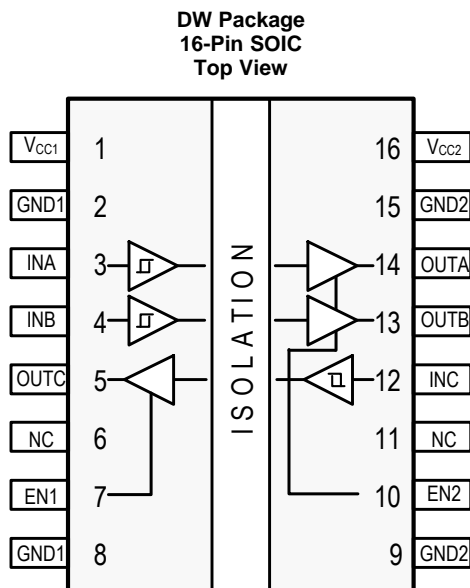 DW Package
16-Pin SOIC
Top View
VCC1 1 16 VCC2
GND1 2 15 GND2
INA 3 14 OUTA
INB 4 13 OUTB
OUTC 5 12 INC
NC 6 11 NC
EN1 7 10 EN2
GND1 8 9 GND2
ISOLATION